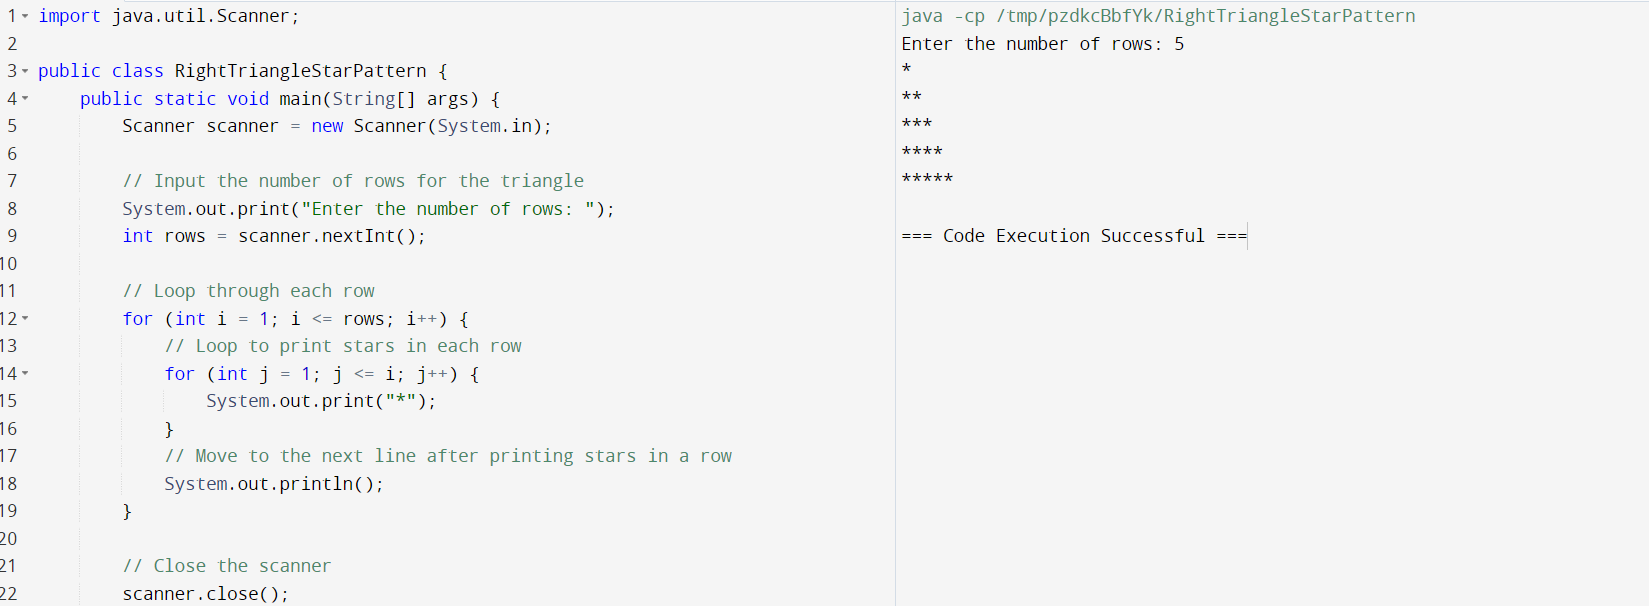 1 import java.util.Scanner;
2
3 public class RightTriangleStarPattern {
4     public static void main(String[] args) {
5         Scanner scanner = new Scanner(System.in);
6
7         // Input the number of rows for the triangle
8         System.out.print("Enter the number of rows: ");
9         int rows = scanner.nextInt();
10
11         // Loop through each row
12         for (int i = 1; i <= rows; i++) {
13             // Loop to print stars in each row
14             for (int j = 1; j <= i; j++) {
15                 System.out.print("*");
16             }
17             // Move to the next line after printing stars in a row
18             System.out.println();
19         }
20
21         // Close the scanner
22         scanner.close();
java -cp /tmp/pzdkcBbfYk/RightTriangleStarPattern
Enter the number of rows: 5
*
**
***
****
*****
=== Code Execution Successful ===